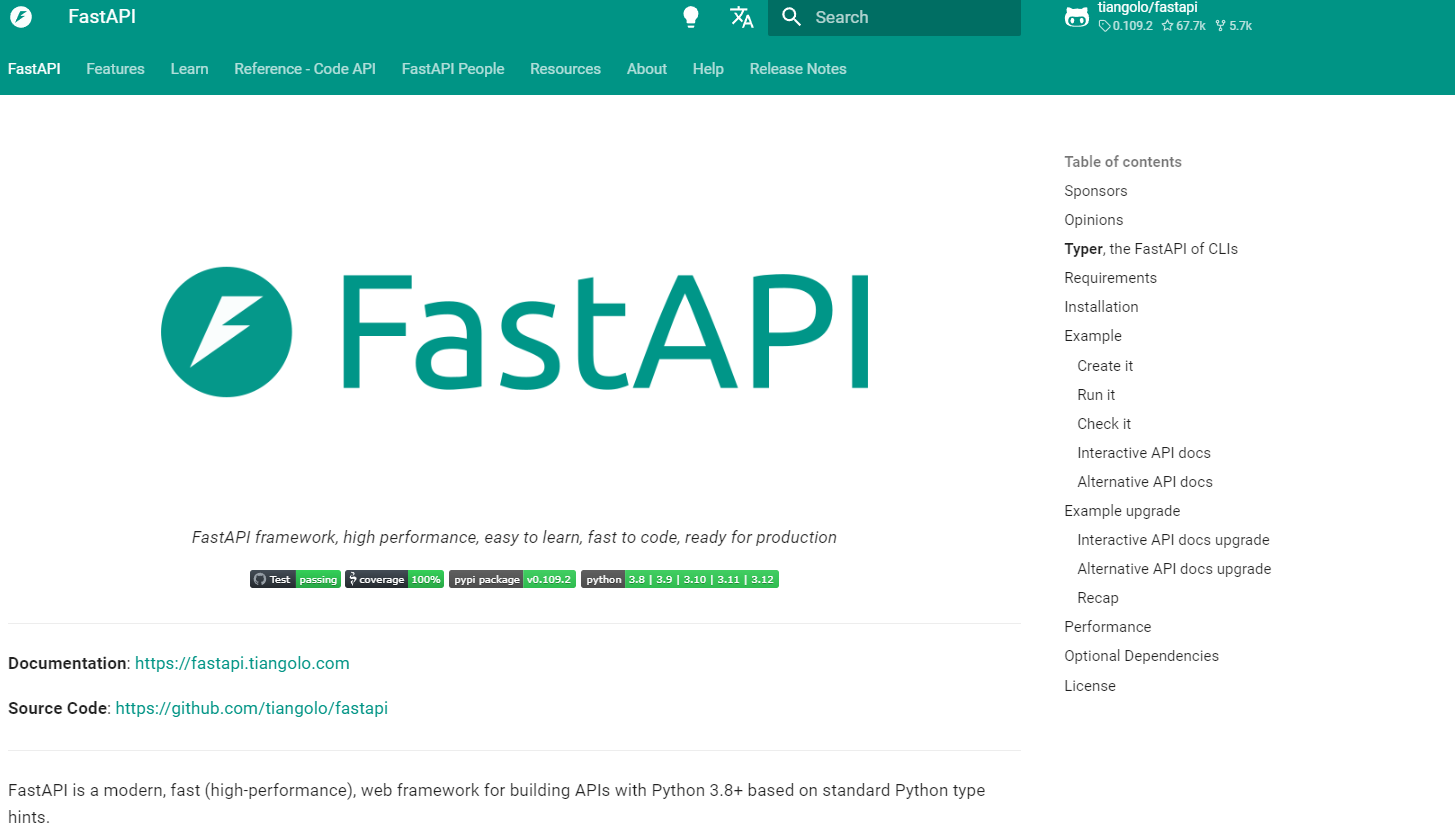 FastAPI
Search
tiangolo/fastapi
0.109.2 67.7k 5.7k
FastAPI Features Learn Reference - Code API FastAPI People Resources About Help Release Notes
FastAPI
FastAPI framework, high performance, easy to learn, fast to code, ready for production
Test passing coverage 100% pypi package v0.109.2 python 3.8 | 3.9 | 3.10 | 3.11 | 3.12
Documentation: https://fastapi.tiangolo.com
Source Code: https://github.com/tiangolo/fastapi
FastAPI is a modern, fast (high-performance), web framework for building APIs with Python 3.8+ based on standard Python type
hints.
Table of contents
Sponsors
Opinions
Typer, the FastAPI of CLIs
Requirements
Installation
Example
Create it
Run it
Check it
Interactive API docs
Alternative API docs
Example upgrade
Interactive API docs upgrade
Alternative API docs upgrade
Recap
Performance
Optional Dependencies
License